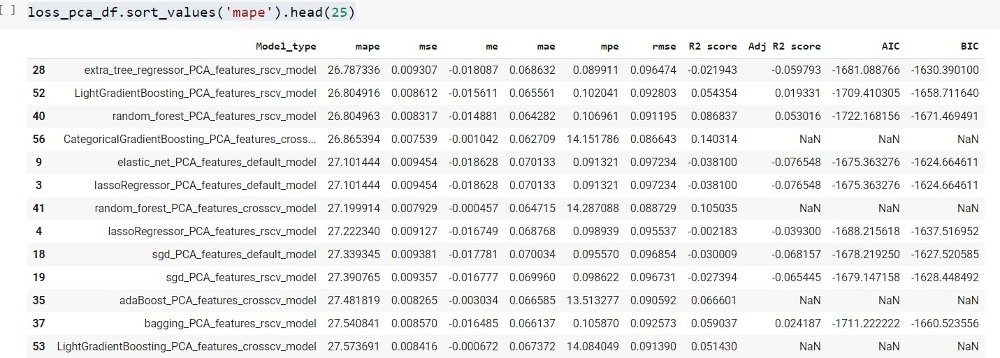 [ ] loss_pca_df.sort_values('mape').head(25)
Model_type mape mse me mae mpe rmse R2 score Adj R2 score AIC BIC
28 extra_tree_regressor_PCA_features_rscv_model 26.787336 0.009307 -0.018087 0.068632 0.089911 0.096474 -0.021943 -0.059793 -1681.088766 -1630.390100
52 LightGradientBoosting_PCA_features_rscv_model 26.804916 0.008612 -0.015611 0.065561 0.102041 0.092803 0.054354 0.019331 -1709.410305 -1658.711640
40 random_forest_PCA_features_rscv_model 26.804963 0.008317 -0.014881 0.064282 0.106961 0.091195 0.086837 0.053016 -1722.168156 -1671.469491
56 CategoricalGradientBoosting_PCA_features_cross... 26.865394 0.007539 -0.001042 0.062709 14.151786 0.086643 0.140314 NaN NaN NaN
9 elastic_net_PCA_features_default_model 27.101444 0.009454 -0.018628 0.070133 0.091321 0.097234 -0.038100 -0.076548 -1675.363276 -1624.664611
3 lassoRegressor_PCA_features_default_model 27.101444 0.009454 -0.018628 0.070133 0.091321 0.097234 -0.038100 -0.076548 -1675.363276 -1624.664611
41 random_forest_PCA_features_crosscv_model 27.199914 0.007929 -0.000457 0.064715 14.287088 0.088729 0.105035 NaN NaN NaN
4 lassoRegressor_PCA_features_rscv_model 27.222340 0.009127 -0.016749 0.068768 0.098939 0.095537 -0.002183 -0.039300 -1688.215618 -1637.516952
18 sgd_PCA_features_default_model 27.339345 0.009381 -0.017781 0.070034 0.095570 0.096854 -0.030009 -0.068157 -1678.219250 -1627.520585
19 sgd_PCA_features_rscv_model 27.390765 0.009357 -0.016777 0.069960 0.098622 0.096731 -0.027394 -0.065445 -1679.147158 -1628.448492
35 adaBoost_PCA_features_crosscv_model 27.481819 0.008265 -0.003034 0.066585 13.513277 0.090592 0.066601 NaN NaN NaN
37 bagging_PCA_features_rscv_model 27.540841 0.008570 -0.016485 0.066137 0.105870 0.092573 0.059037 0.024187 -1711.222222 -1660.523556
53 LightGradientBoosting_PCA_features_crosscv_model 27.573691 0.008416 -0.000672 0.067372 14.084049 0.091390 0.051430 NaN NaN NaN